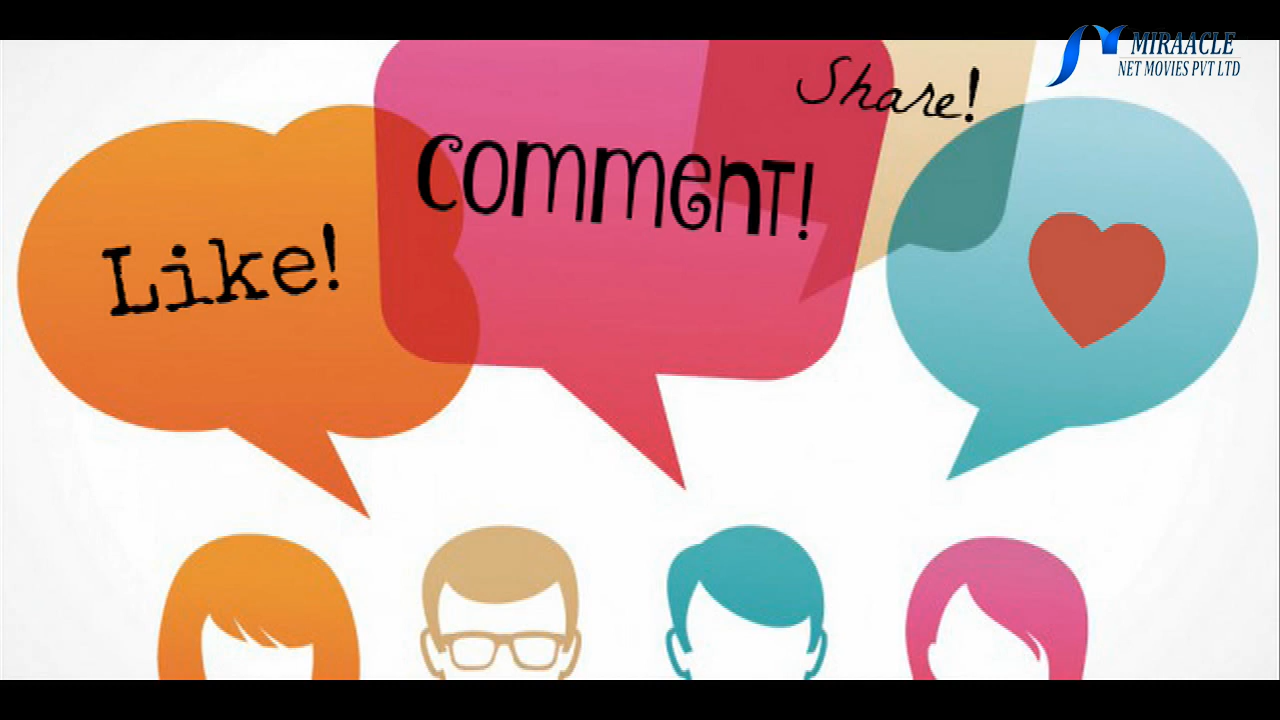 MIRAACLE
NET MOVIES PVT LTD
Share!
Comment!
Like!